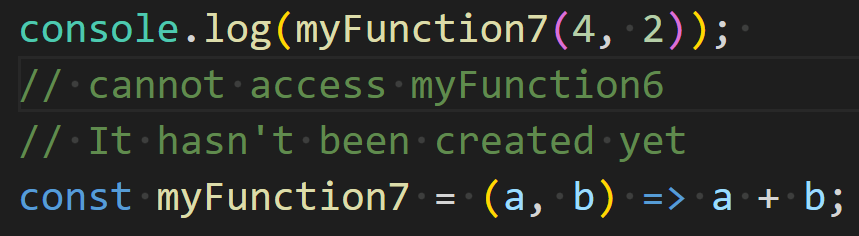 console.log(myFunction7(4, 2));
// cannot access myFunction6
// It hasn't been created yet
const myFunction7 = (a, b) => a + b;